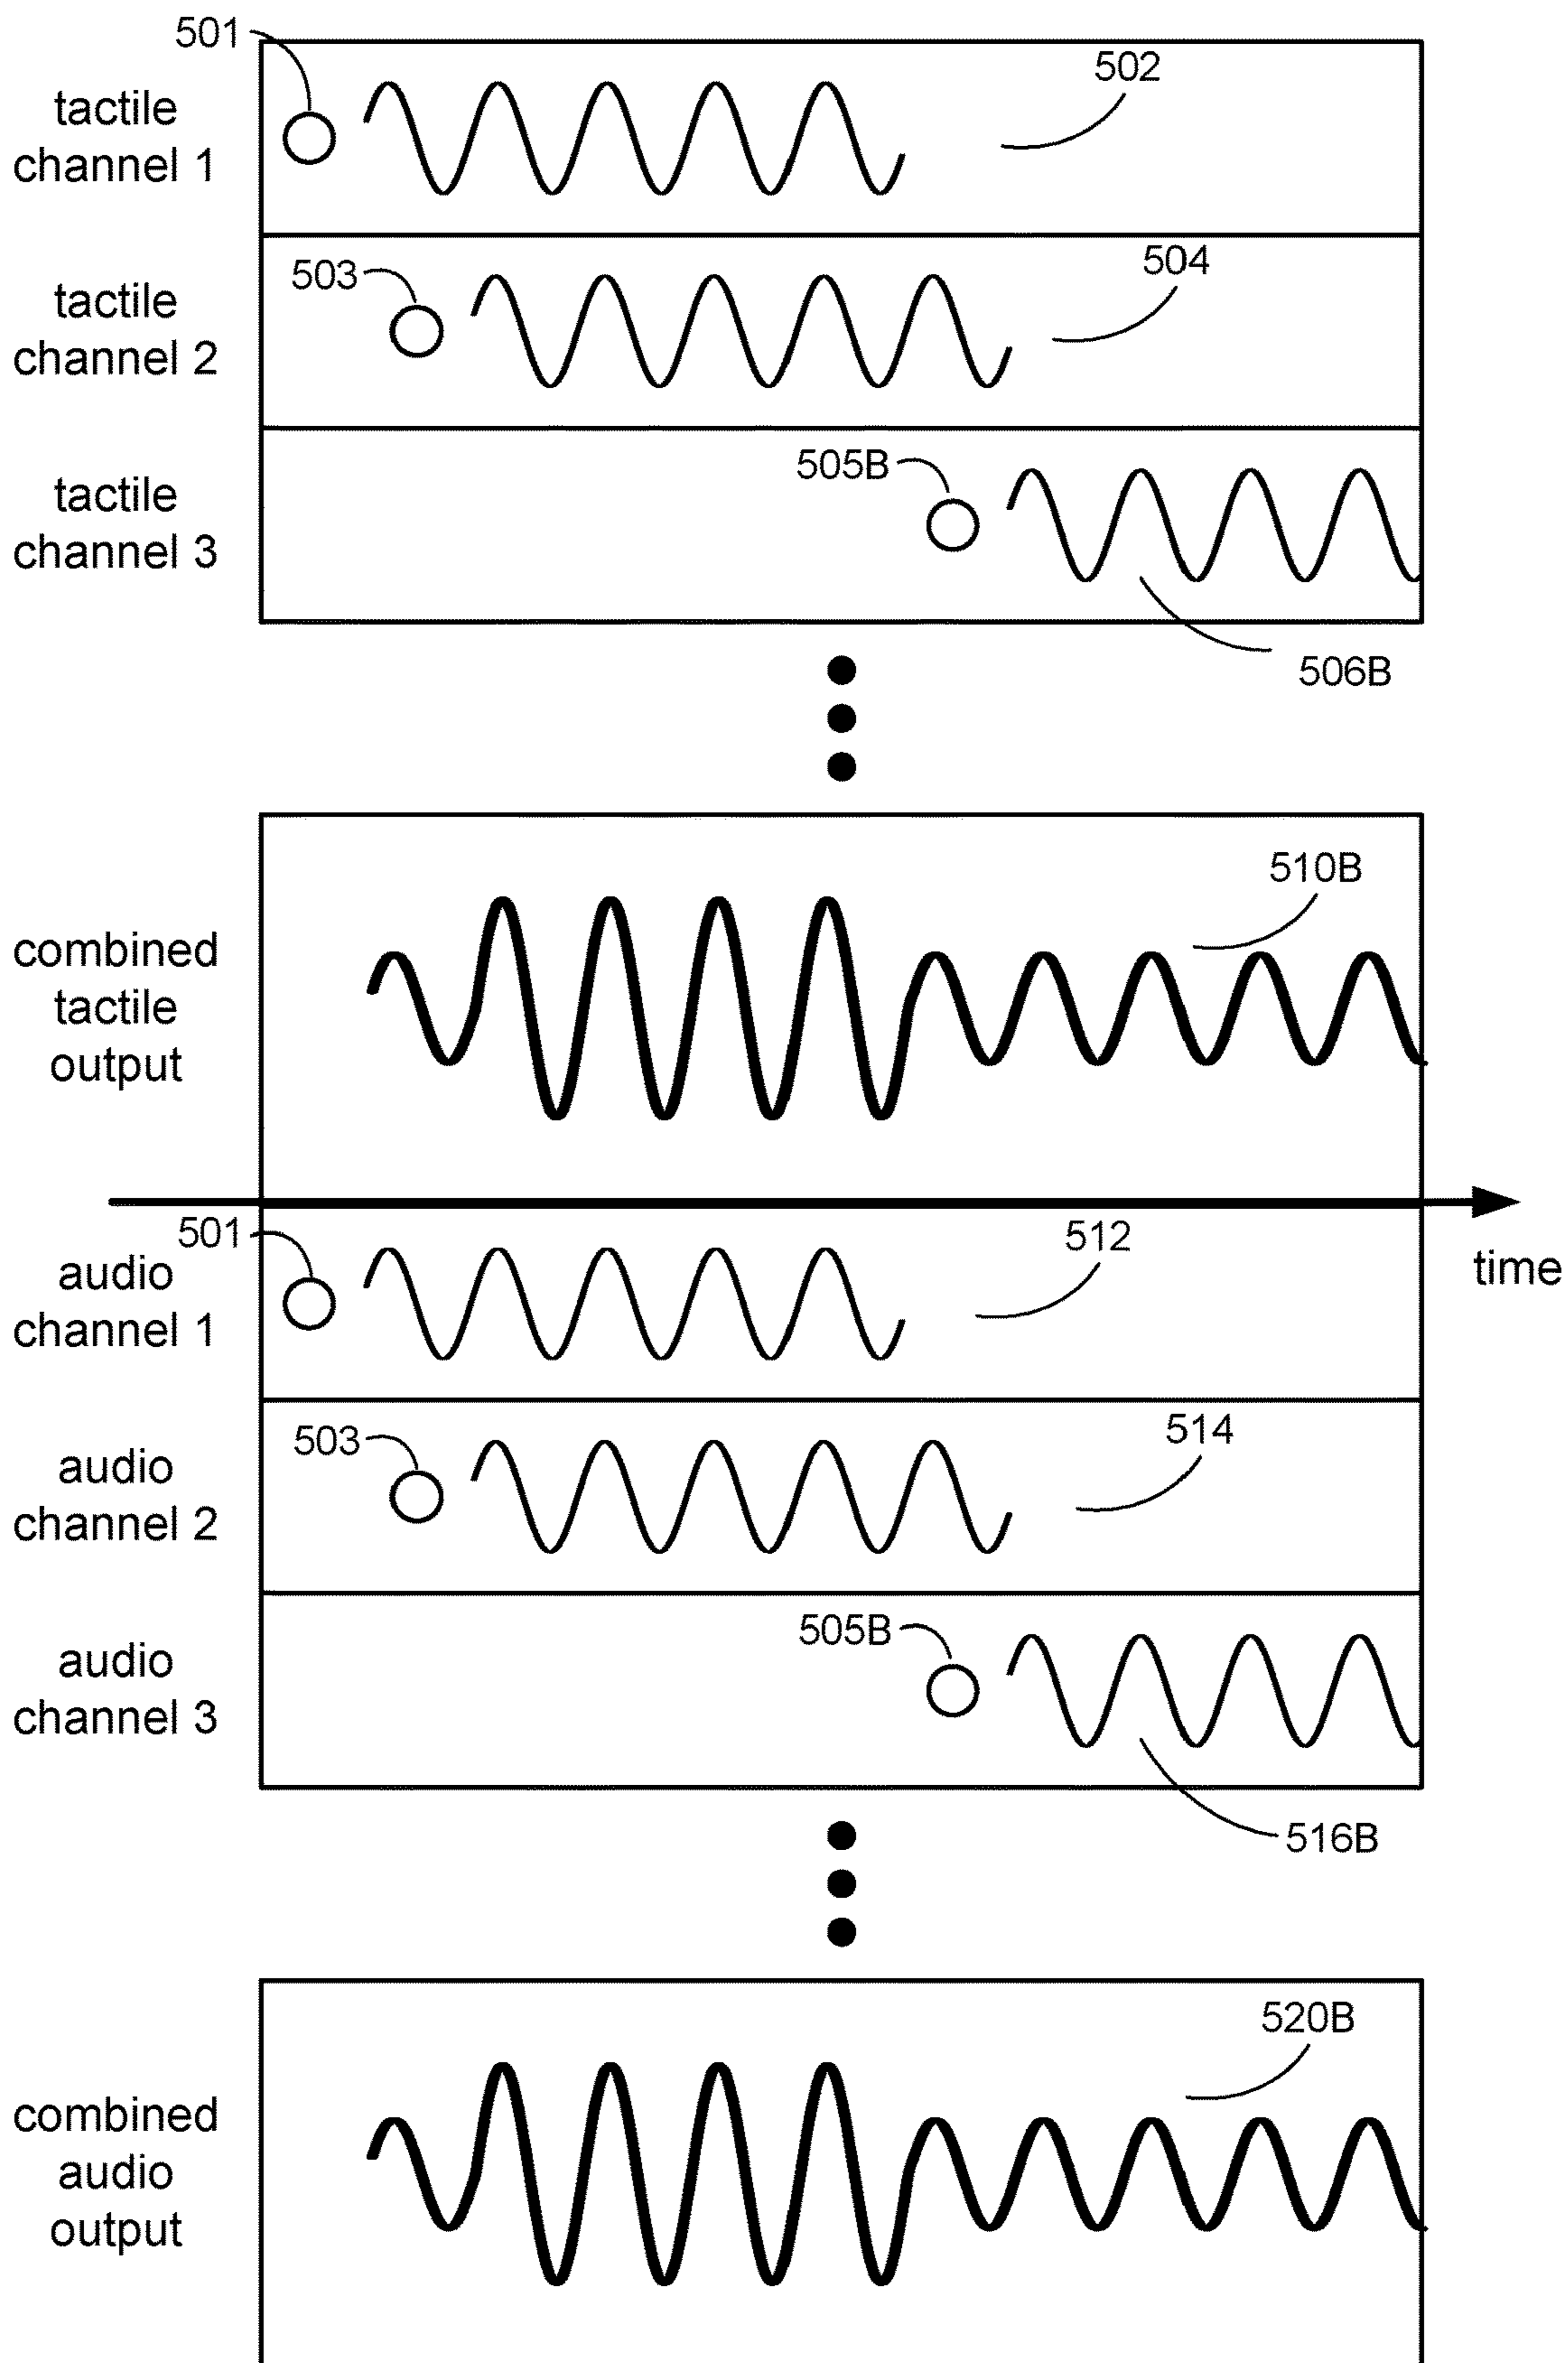 501
502
tactile
channel 1
503
504
tactile
channel 2
505B
tactile
channel 3
506B
510B
combined
tactile
output
501
512
time
audio
channel 1
503
514
audio
channel 2
505B
audio
channel 3
516B
520B
combined
audio
output